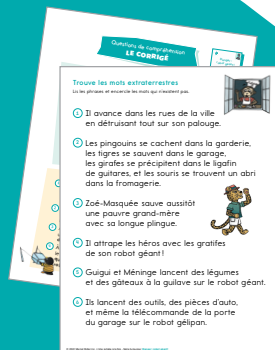 Questions de compréhension
LE CORRIGÉ
Trouve les mots extraterrestres
Lis les phrases et encercle les mots qui n'existent pas.
1 Il avance dans les rues de la ville
en détruisant tout sur son palouge.
2 Les pingouins se cachent dans la garderie,
les tigres se sauvent dans le garage,
les girafes se précipitent dans le ligafin
de guitares, et les souris se trouvent un abri
dans la fromagerie.
3 Zoé-Masquée sauve aussitôt
une pauvre grand-mère
avec sa longue plingue.
4 Il attrape les héros avec les gratifes
de son robot géant!
5 Guigui et Méninge lancent des légumes
et des gâteaux à la guilave sur le robot géant.
6 Ils lancent des outils, des pièces d'auto,
et même la télécommande de la porte
du garage sur le robot gélipan.